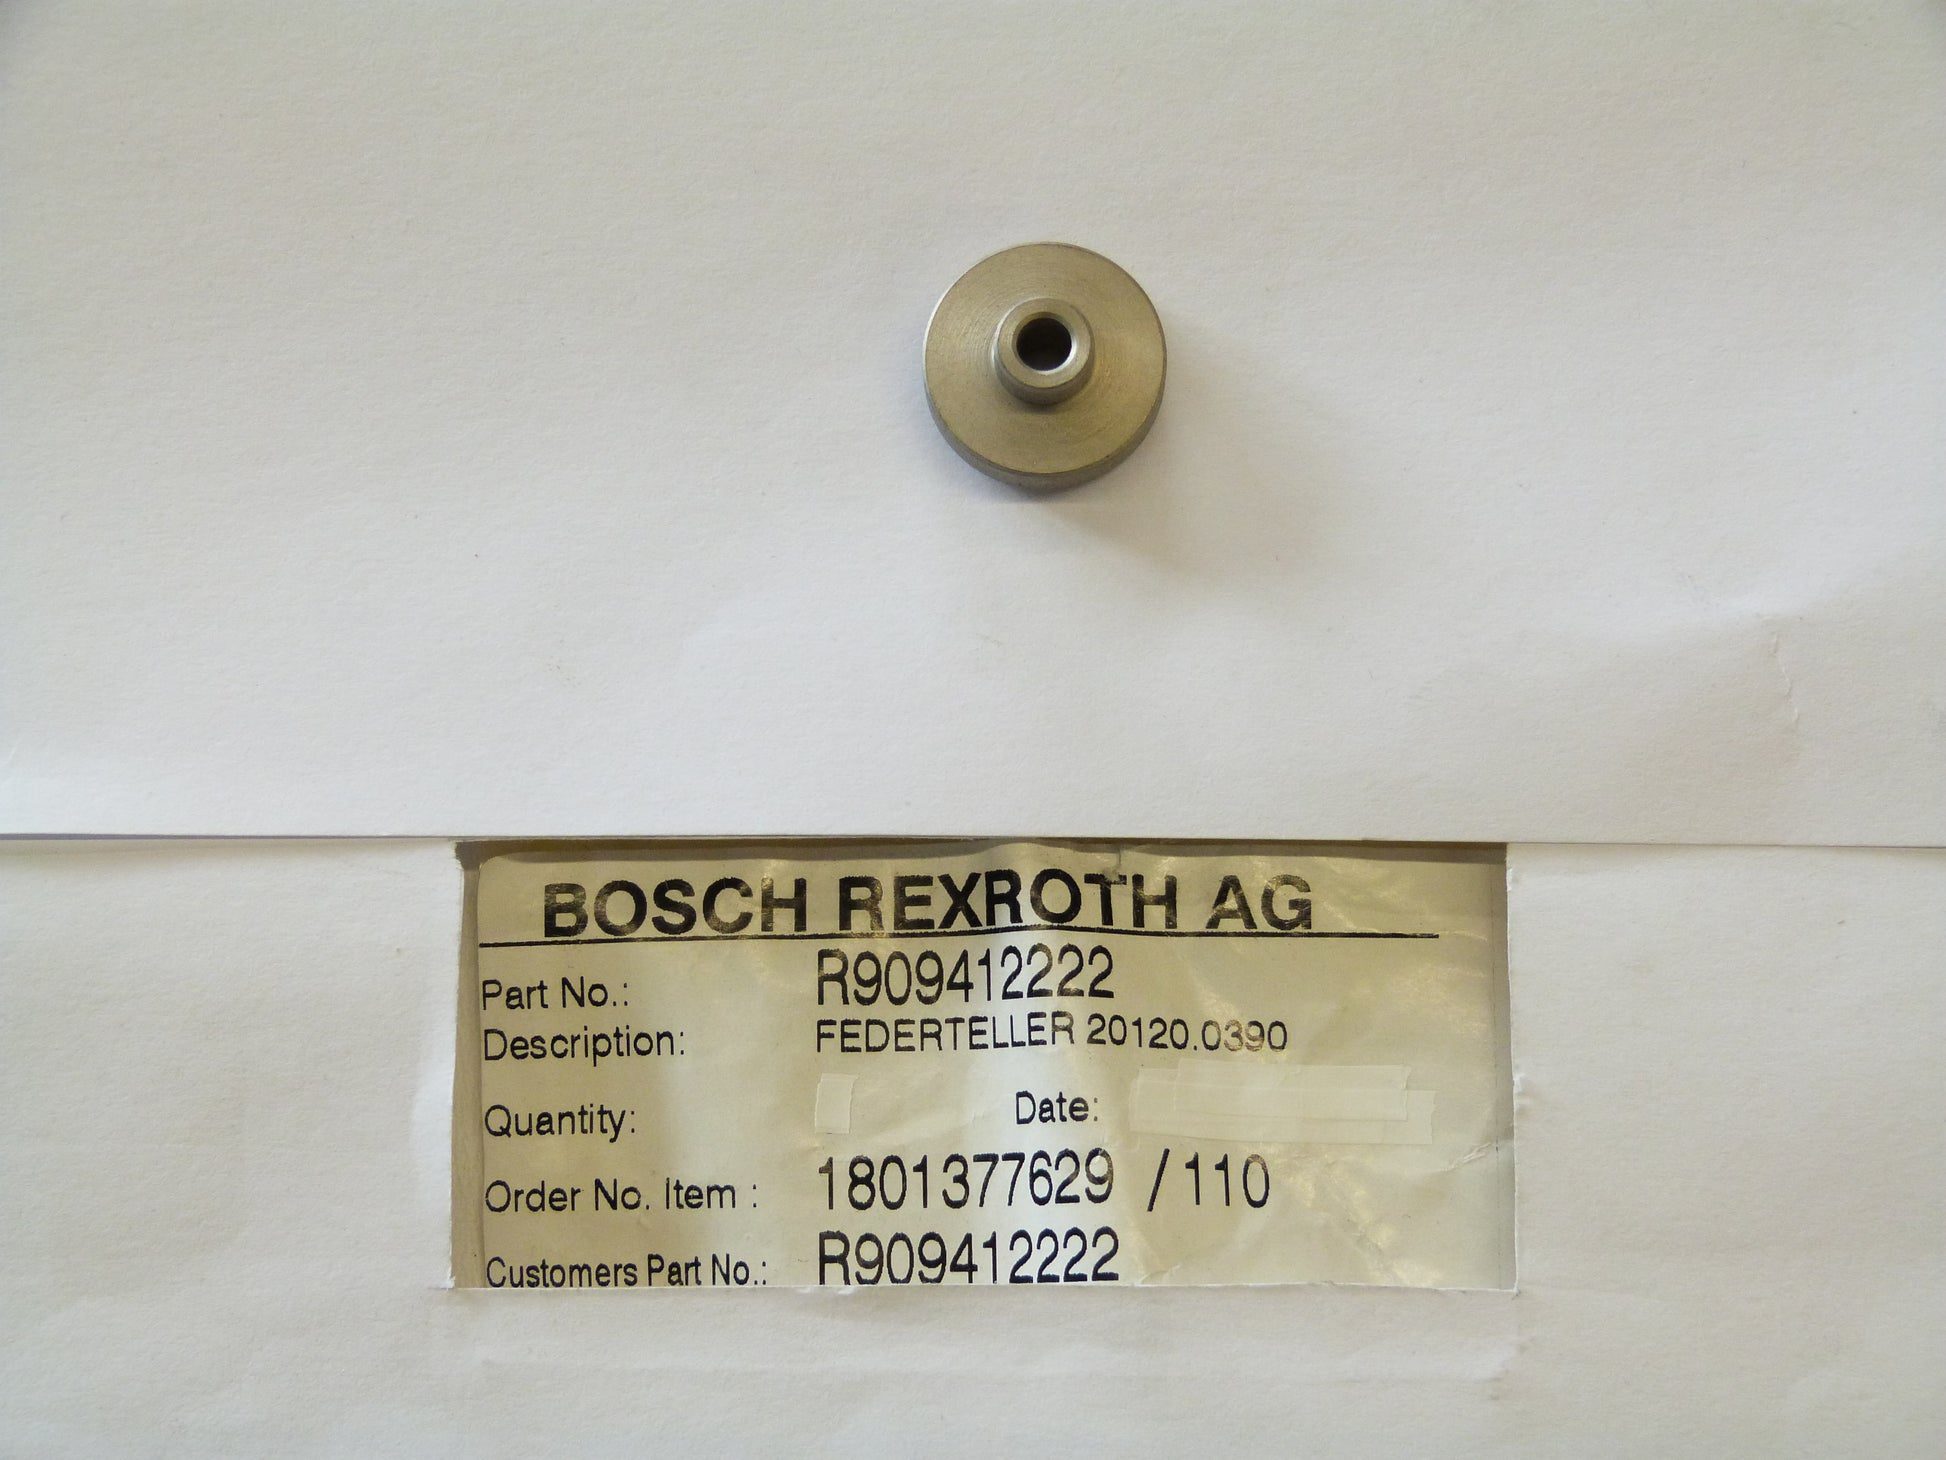 BOSCH REXROTH AG
Part No.: R909412222
Description: FEDERTELLER 20120.0390
Quantity: Date:
Order No. Item : 1801377629 /110
Customers Part No.: R909412222